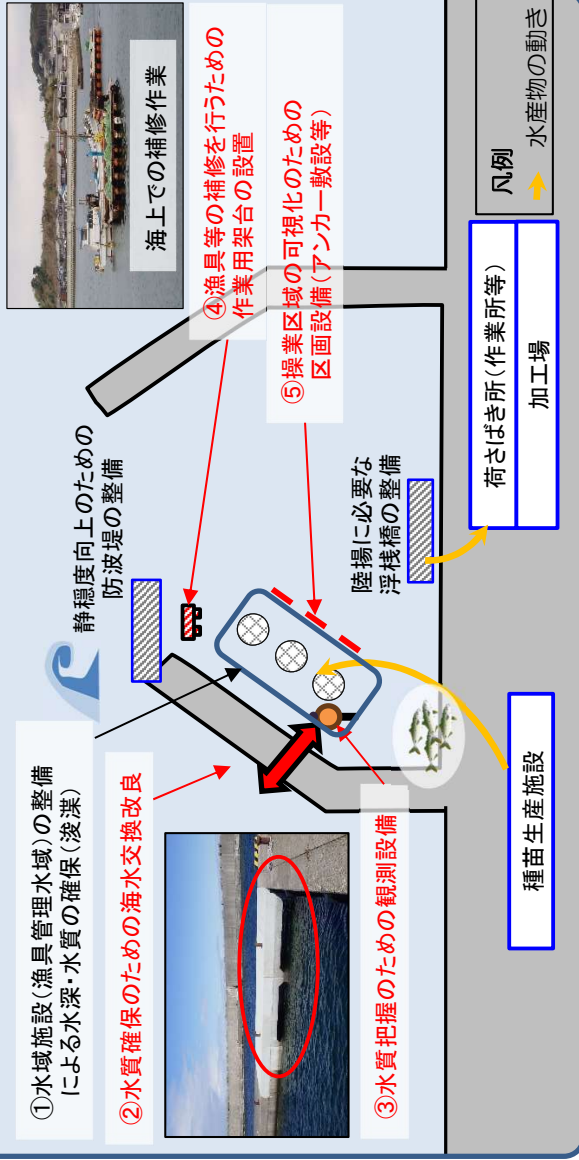 ①水域施設(漁具管理水域)の整備
による水深・水質の確保(浚渫)
②水質確保のための海水交換改良
③水質把握のための観測設備
静穏度向上のための
防波堤の整備
海上での補修作業
④漁具等の補修を行うための
作業用架台の設置
⑤操業区域の可視化のための
区画設備(アンカー敷設等)
陸揚に必要な
浮桟橋の整備
種苗生産施設
荷さばき所(作業所等)
加工場
凡例
水産物の動き